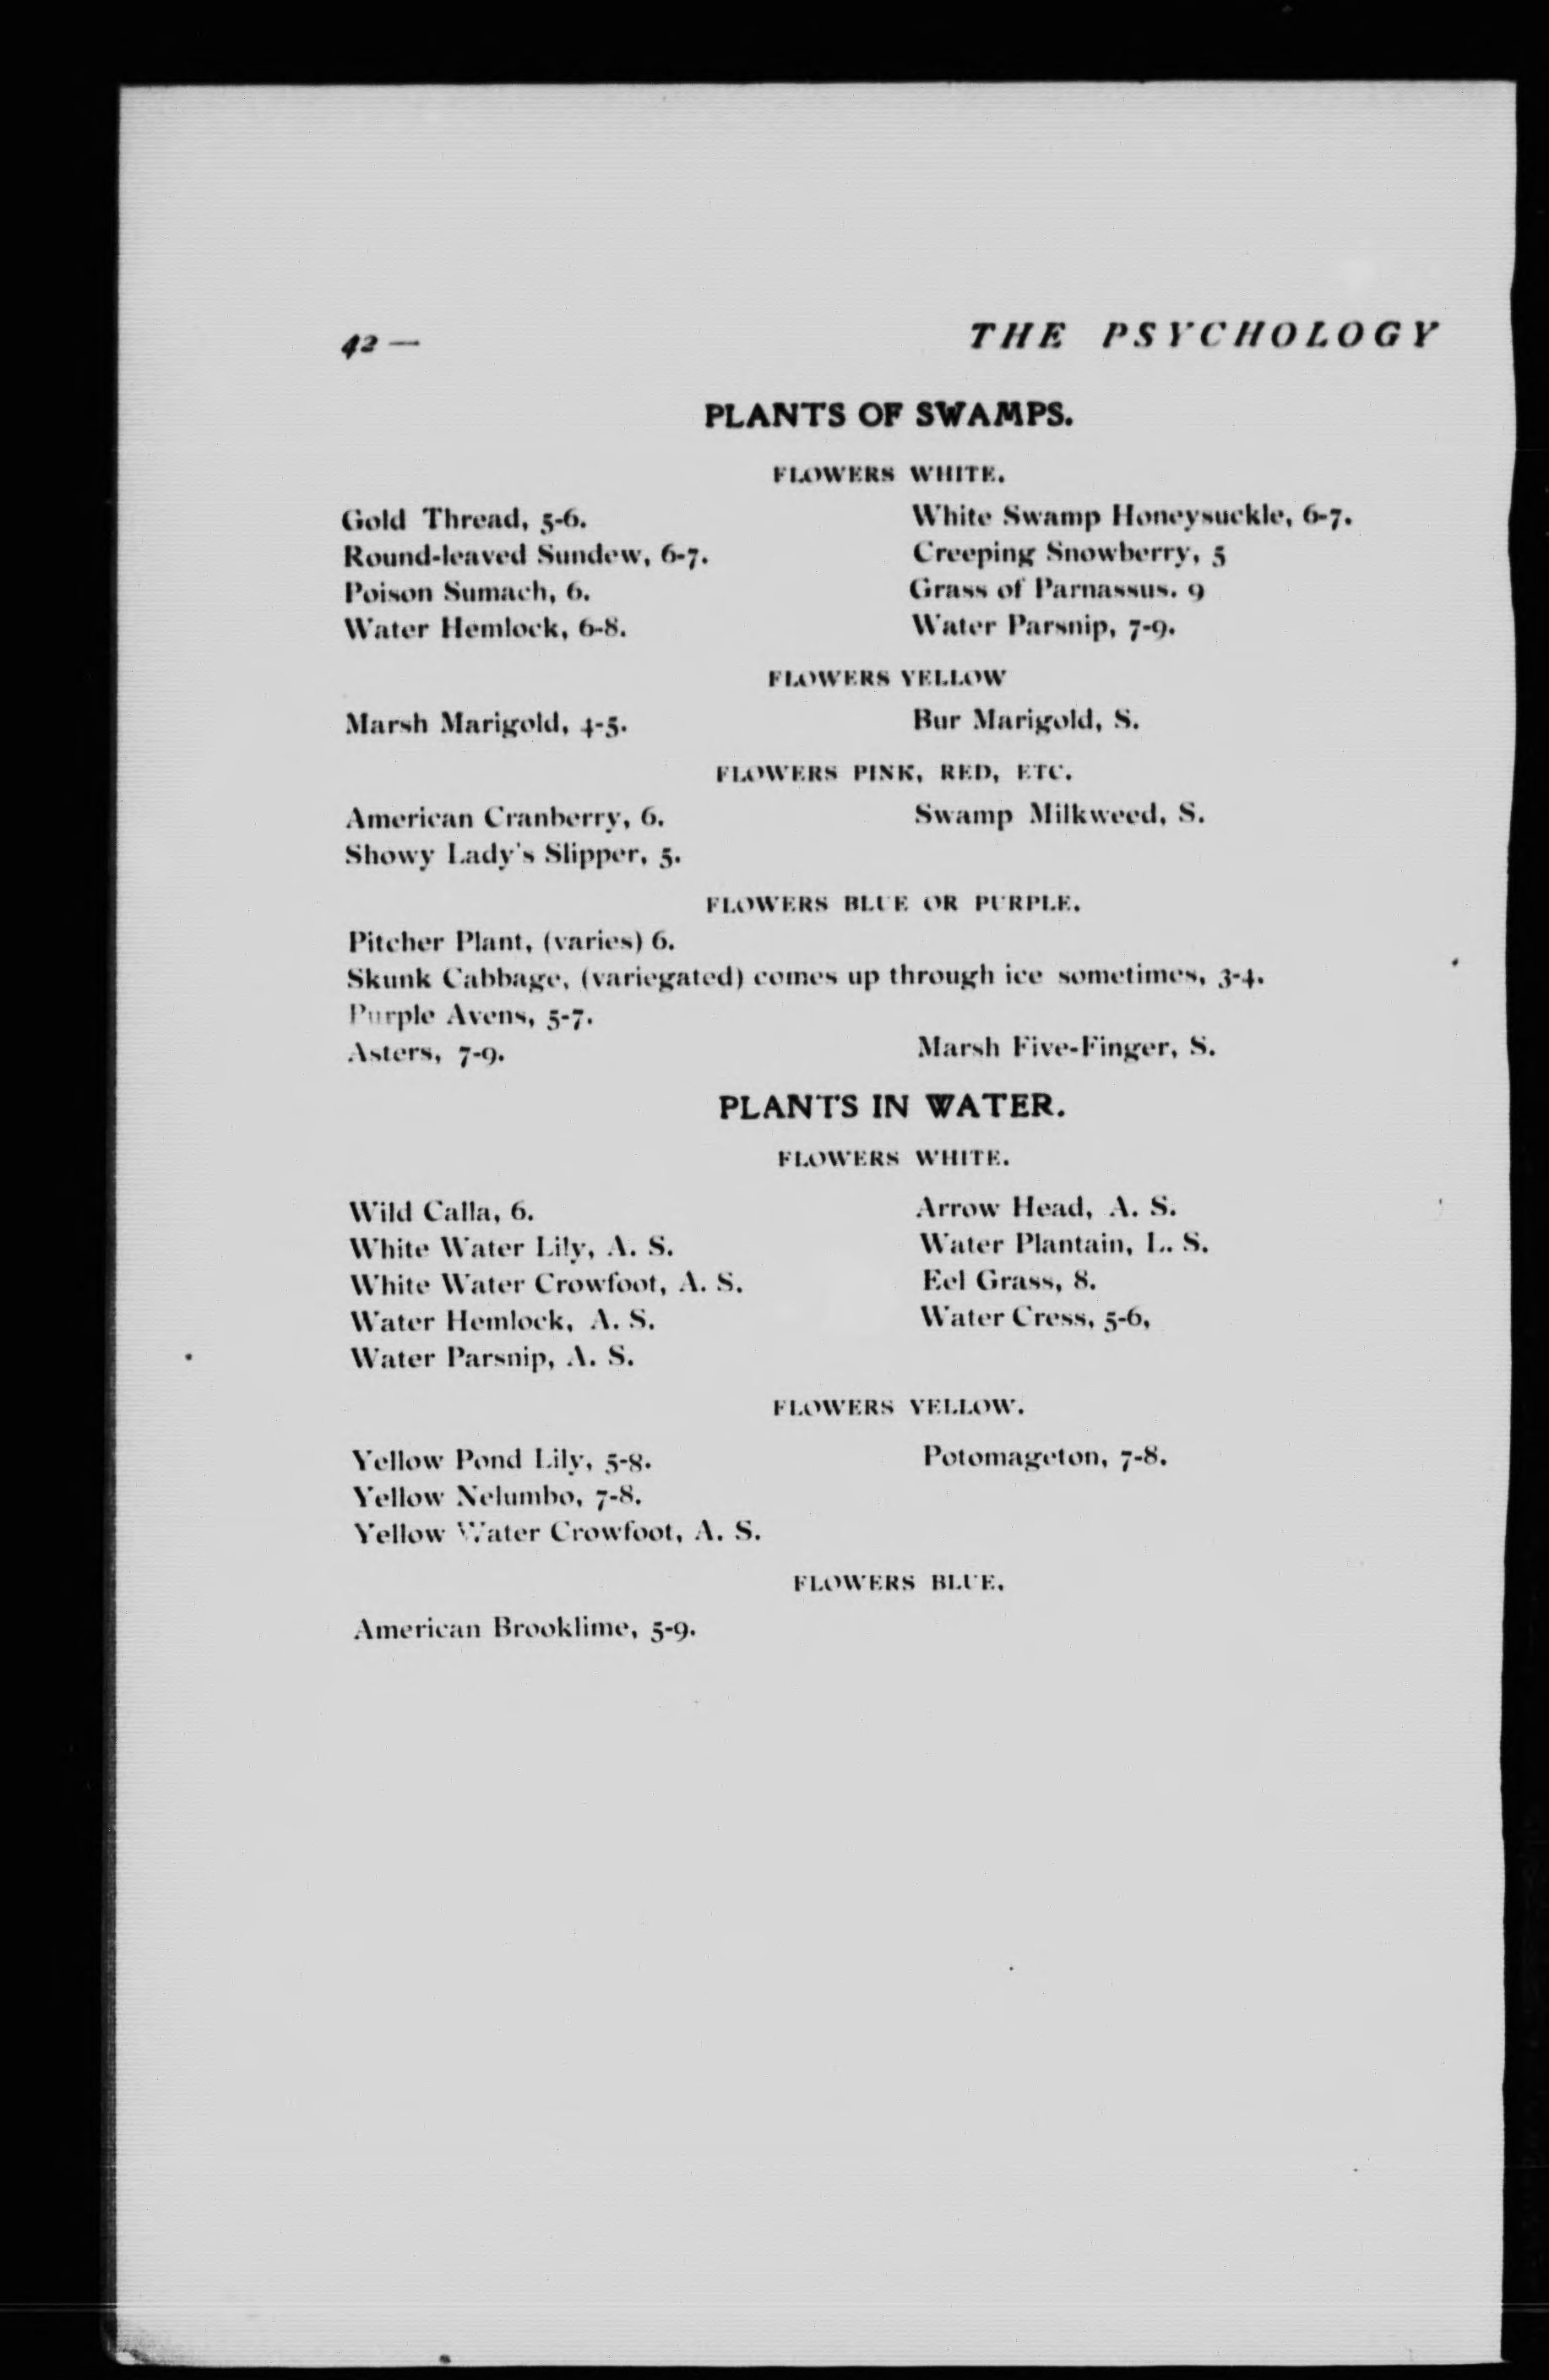 42 —
THE PSYCHOLOGY
PLANTS OF SWAMPS.
FLOWERS WHITE.
Gold Thread, 5-6.
Round-leaved Sundew, 6-7.
Poison Sumach, 6.
Water Hemlock, 6-8.
White Swamp Honeysuckle, 6-7.
Creeping Snowberry, 5
Grass of Parnassus. 9
Water Parsnip, 7-9.
FLOWERS YELLOW
Marsh Marigold, 4-5.
Bur Marigold, S.
FLOWERS PINK, RED, ETC.
American Cranberry, 6.
Showy Lady's Slipper, 5.
Swamp Milkweed, S.
FLOWERS BLUE OR PURPLE.
Pitcher Plant, (varies) 6.
Skunk Cabbage, (variegated) comes up through ice sometimes, 3-4.
Purple Avens, 5-7.
Asters, 7-9.
Marsh Five-Finger, S.
PLANTS IN WATER.
FLOWERS WHITE.
Wild Calla, 6.
White Water Lily, A. S.
White Water Crowfoot, A. S.
Water Hemlock, A. S.
Water Parsnip, A. S.
Arrow Head, A. S.
Water Plantain, L. S.
Eel Grass, 8.
Water Cress, 5-6,
FLOWERS YELLOW.
Yellow Pond Lily, 5-8.
Yellow Nelumbo, 7-8.
Yellow Water Crowfoot, A. S.
Potomageton, 7-8.
FLOWERS BLUE.
American Brooklime, 5-9.